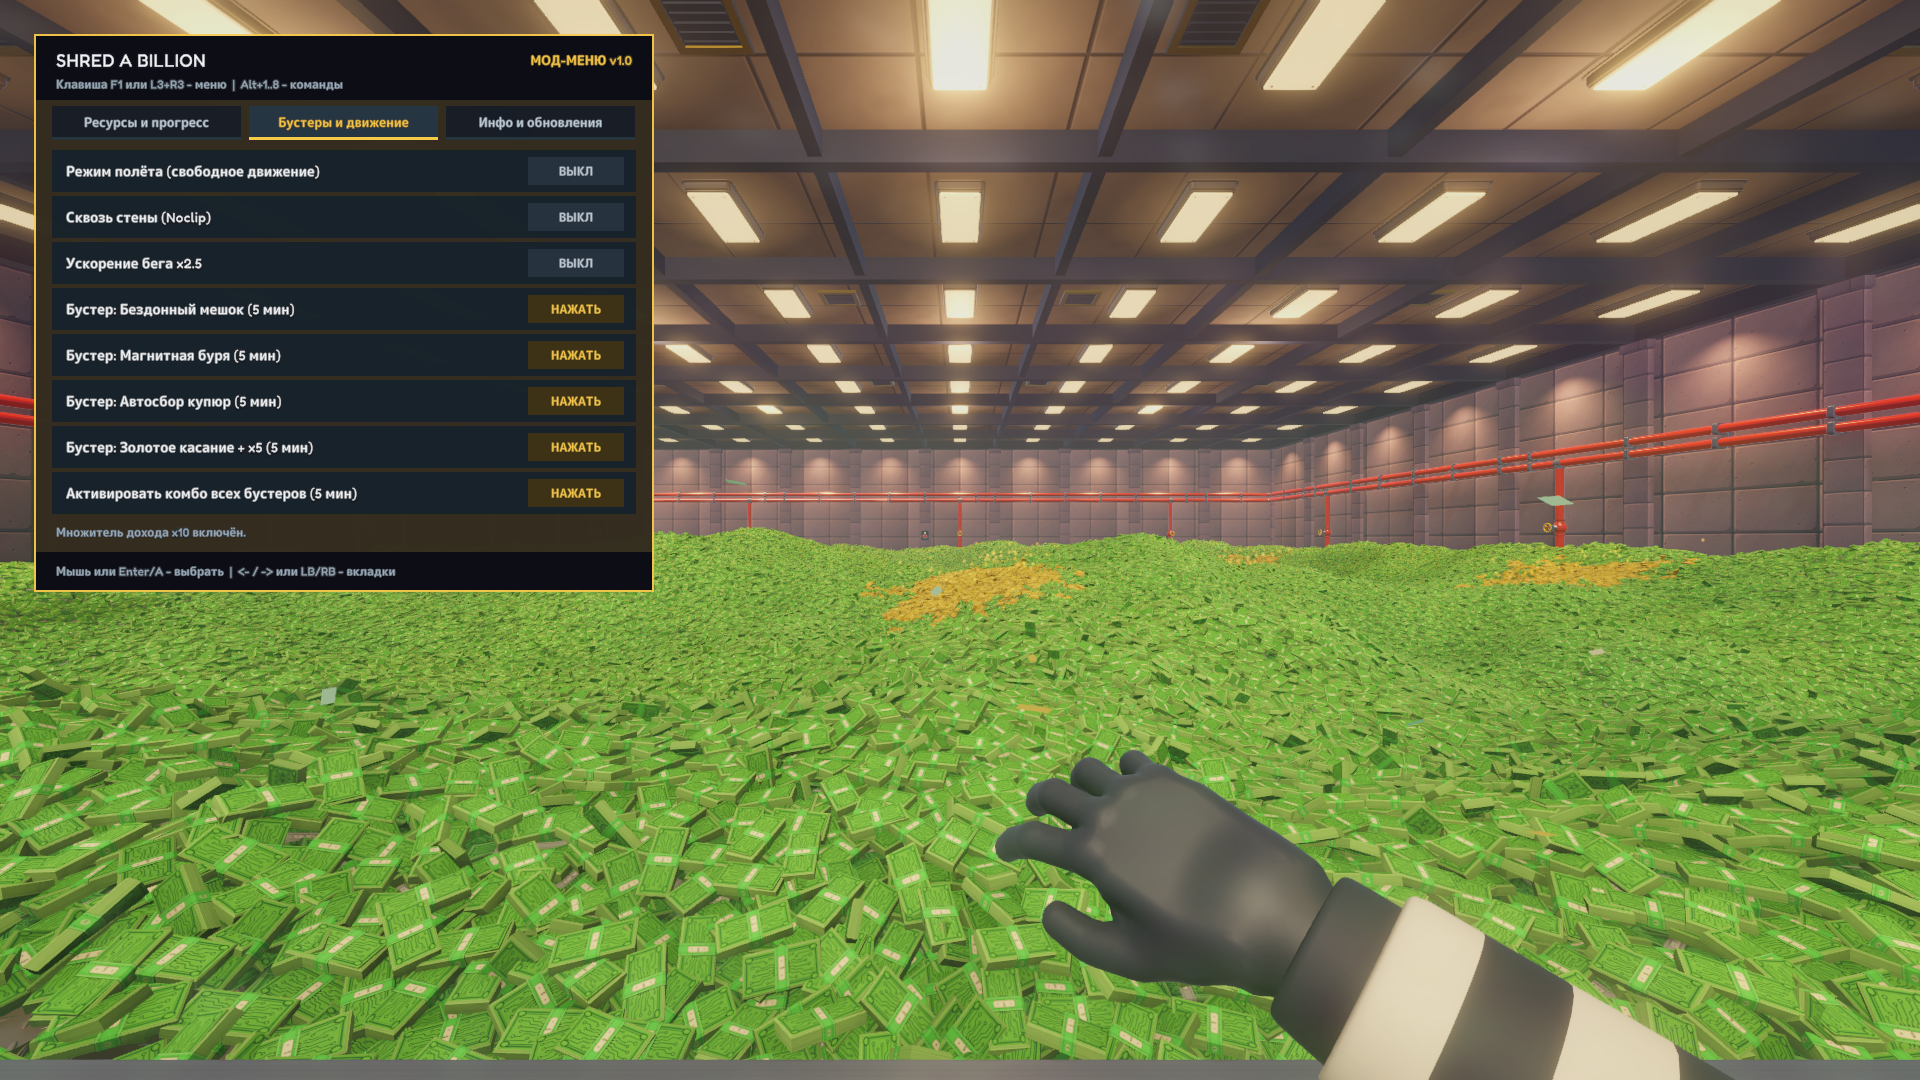 SHRED A BILLION
МОД-МЕНЮ v1.0
Клавиша F1 или L3+R3 – меню | Alt+1..8 – команды
Ресурсы и прогресс
Бустеры и движение
Инфо и обновления
Режим полёта (свободное движение)
ВЫКЛ
Сквозь стены (Noclip)
ВЫКЛ
Ускорение бега x2.5
ВЫКЛ
Бустер: Бездонный мешок (5 мин)
НАЖАТЬ
Бустер: Магнитная буря (5 мин)
НАЖАТЬ
Бустер: Автосбор купюр (5 мин)
НАЖАТЬ
Бустер: Золотое касание + x5 (5 мин)
НАЖАТЬ
Активировать комбо всех бустеров (5 мин)
НАЖАТЬ
Множитель дохода x10 включён.
Мышь или Enter/A – выбрать | <- / -> или LB/RB – вкладки